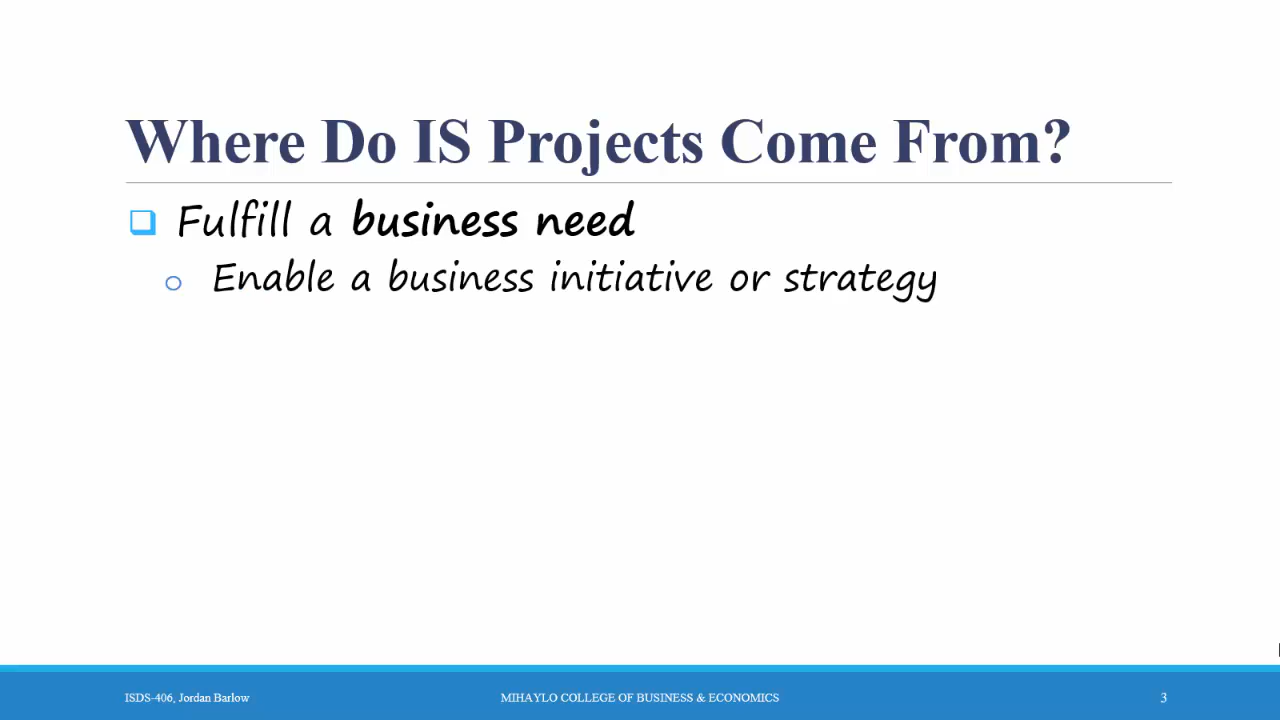 Where Do IS Projects Come From?
Fulfill a business need
Enable a business initiative or strategy
ISDS-406, Jordan Barlow
MIHAYLO COLLEGE OF BUSINESS & ECONOMICS
3